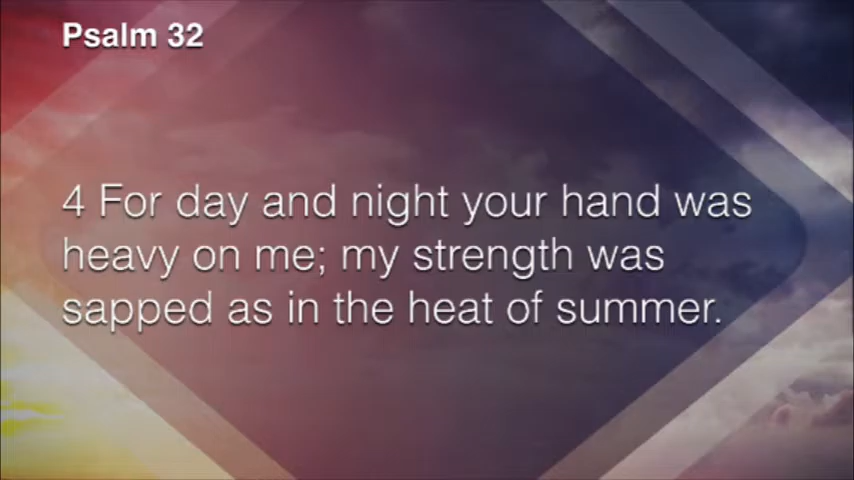 Psalm 32
4 For day and night your hand was
heavy on me; my strength was
sapped as in the heat of summer.